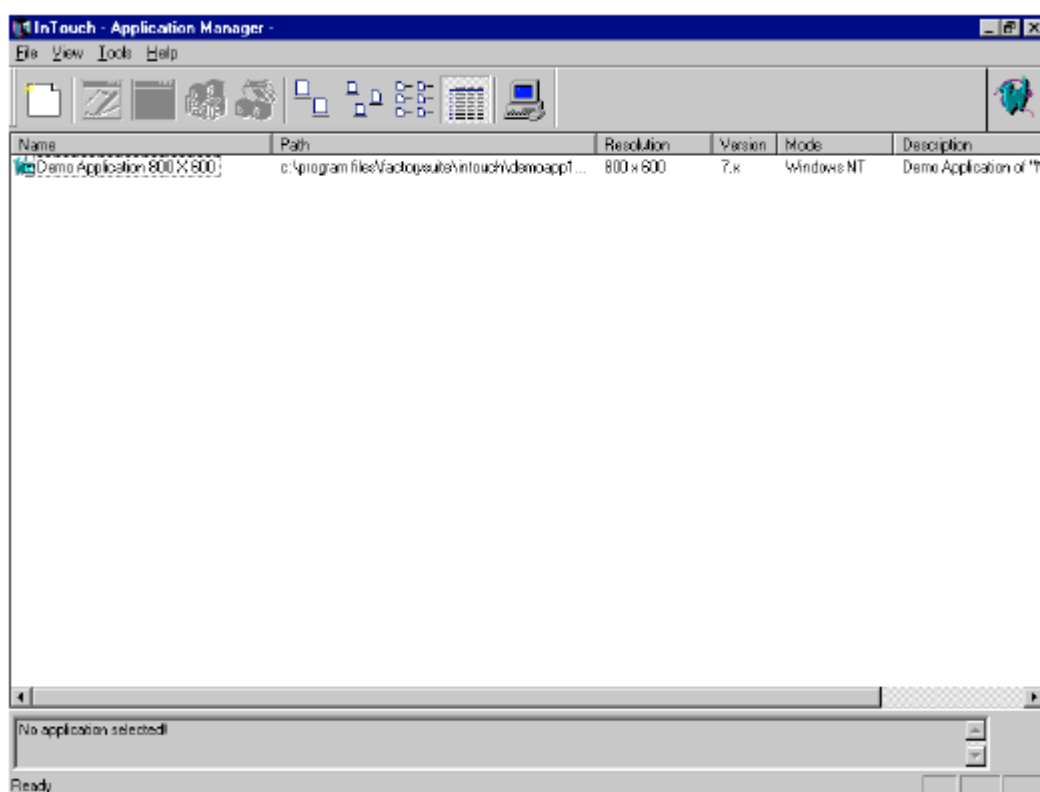 InTouch - Application Manager -
File View Tools Help
Name Path Resolution Version Mode Description
Demo Application 800 X 600 c:\program files\factorysuite\intouch\demoapp1... 800 x 600 7.x Windows NT Demo Application of "I
No application selected!
Ready